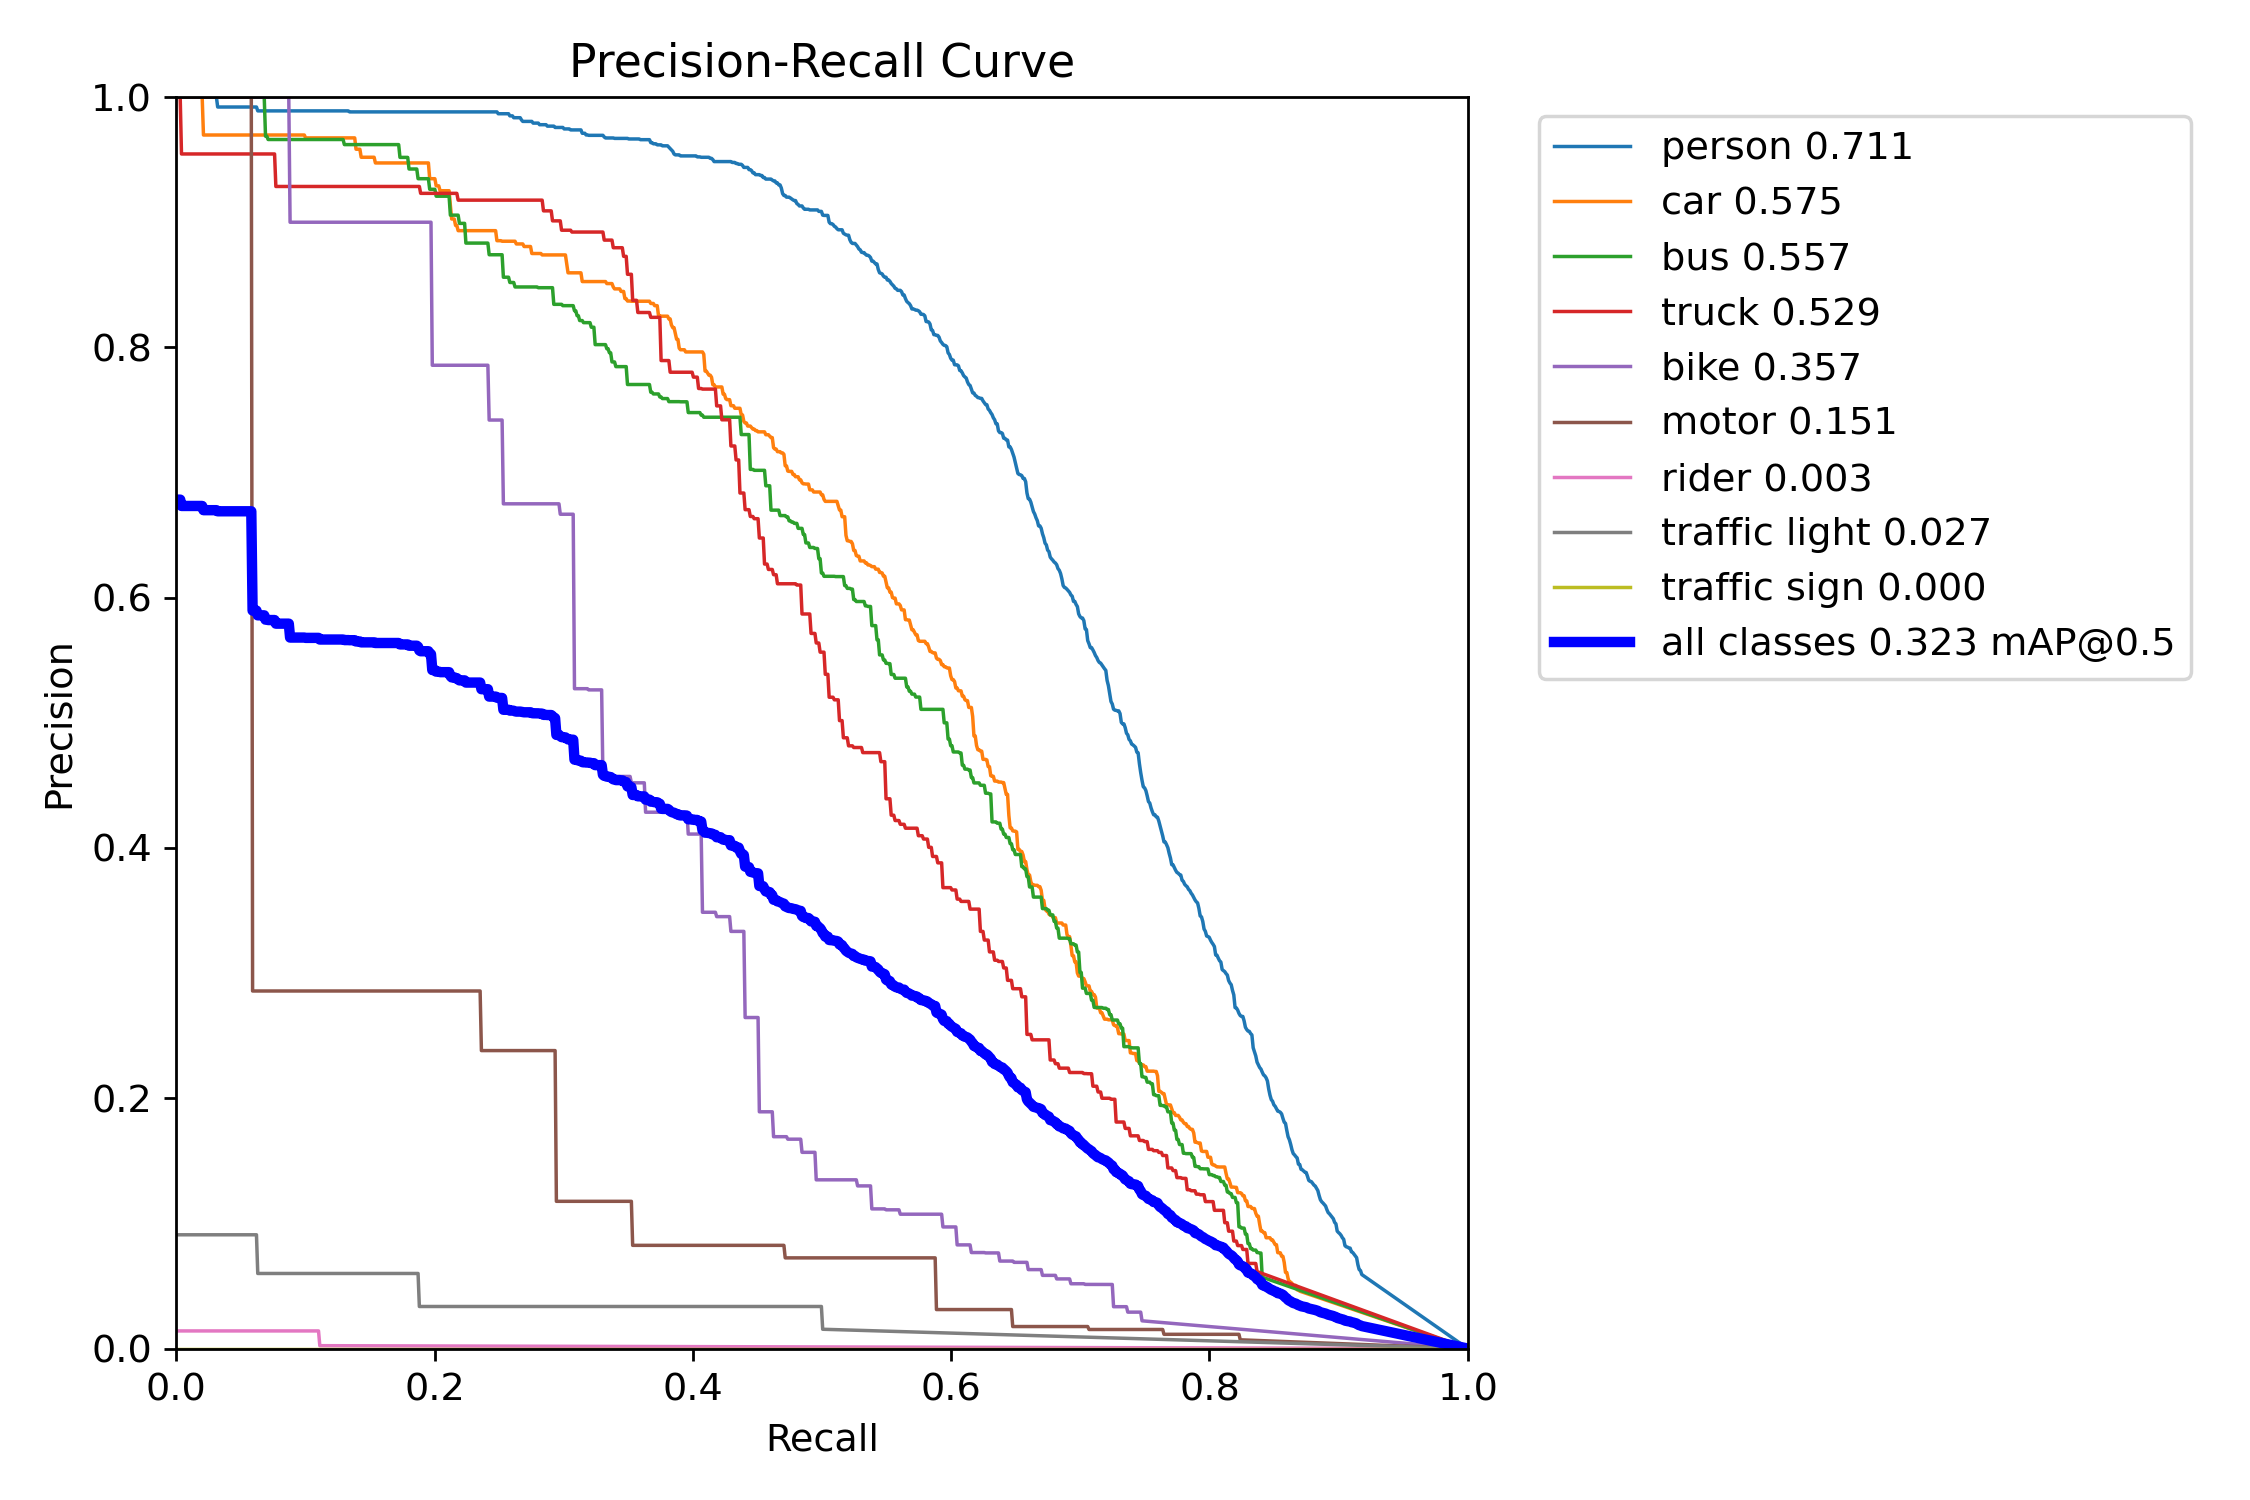 Precision-Recall Curve
1.0
0.8
0.6
0.4
0.2
0.0
Precision
0.0 0.2 0.4 0.6 0.8 1.0
Recall
person 0.711
car 0.575
bus 0.557
truck 0.529
bike 0.357
motor 0.151
rider 0.003
traffic light 0.027
traffic sign 0.000
all classes 0.323 mAP@0.5